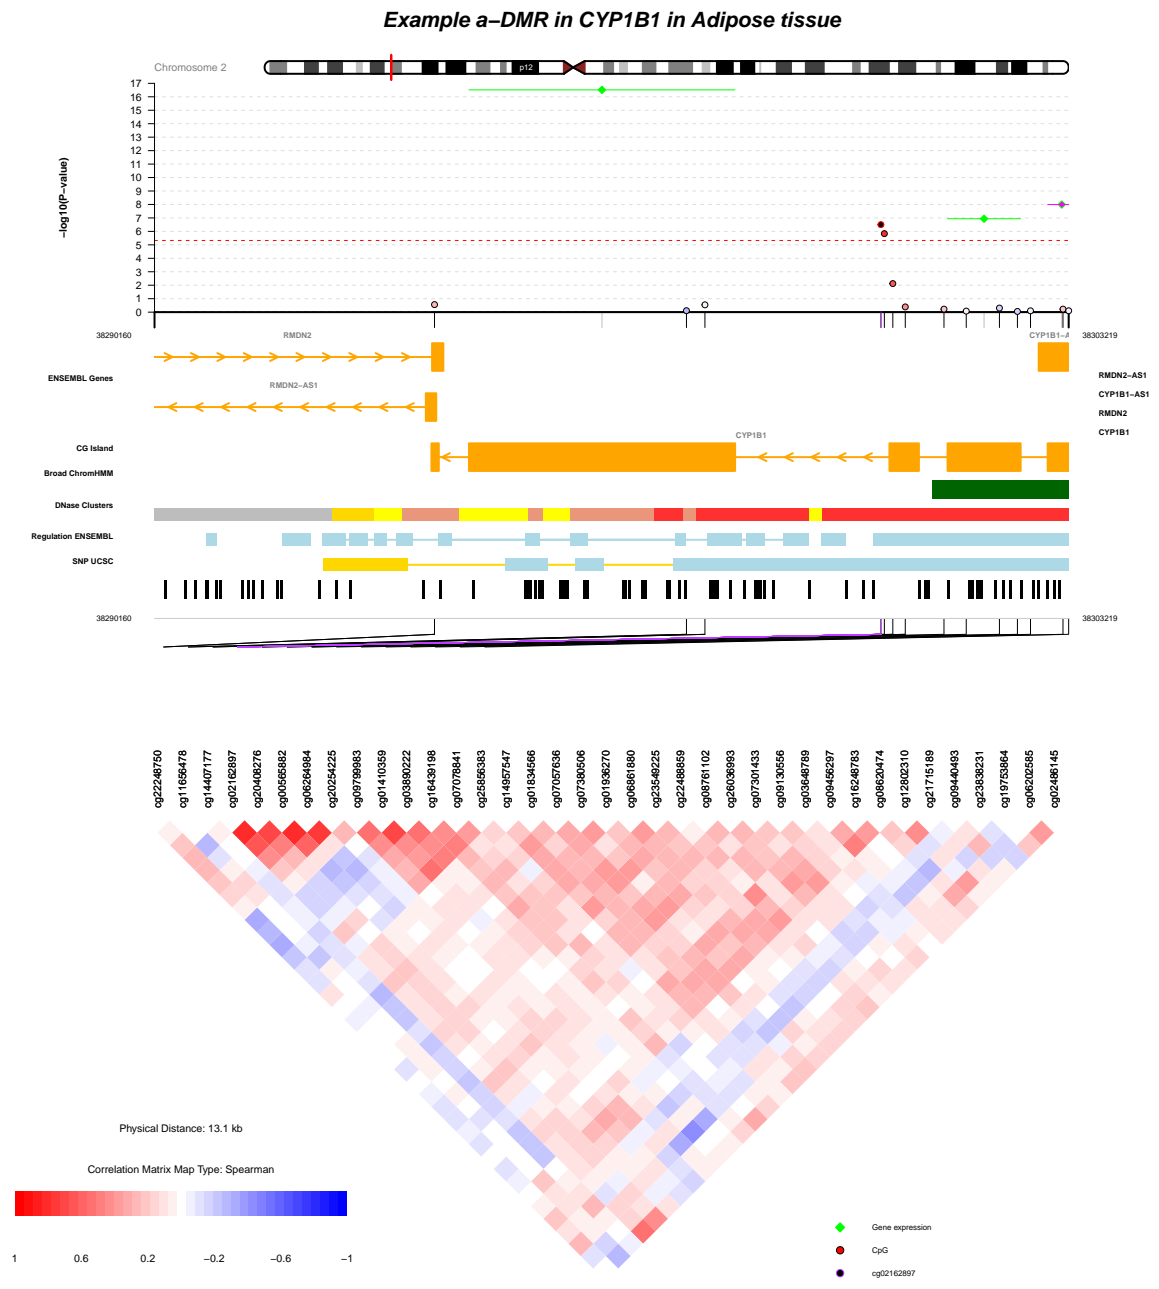 Example a−DMR in CYP1B1 in Adipose tissue
Chromosome 2
p12
17
16
15
14
13
12
11
10
9
8
7
6
5
4
3
2
1
0
−log10(P−value)
38290160
RMDN2
CYP1B1−A
38303219
ENSEMBL Genes
RMDN2−AS1
RMDN2−AS1
CYP1B1−AS1
RMDN2
CYP1B1
CYP1B1
CG Island
Broad ChromHMM
DNase Clusters
Regulation ENSEMBL
SNP UCSC
38290160
38303219
cg22248750
cg11656478
cg14407177
cg02162897
cg20408276
cg00565882
cg06264984
cg20254225
cg09799983
cg01410359
cg03890222
cg16439198
cg07078841
cg25856383
cg14957547
cg01834566
cg07057636
cg07380506
cg01936270
cg06861880
cg23549225
cg22488859
cg08761102
cg26036993
cg07301433
cg09130556
cg03648789
cg09456297
cg16248783
cg08620474
cg12802310
cg21715189
cg09440493
cg23838231
cg19753864
cg06202585
cg02486145
Physical Distance: 13.1 kb
Correlation Matrix Map Type: Spearman
1
0.6
0.2
−0.2
−0.6
−1
Gene expression
CpG
cg02162897